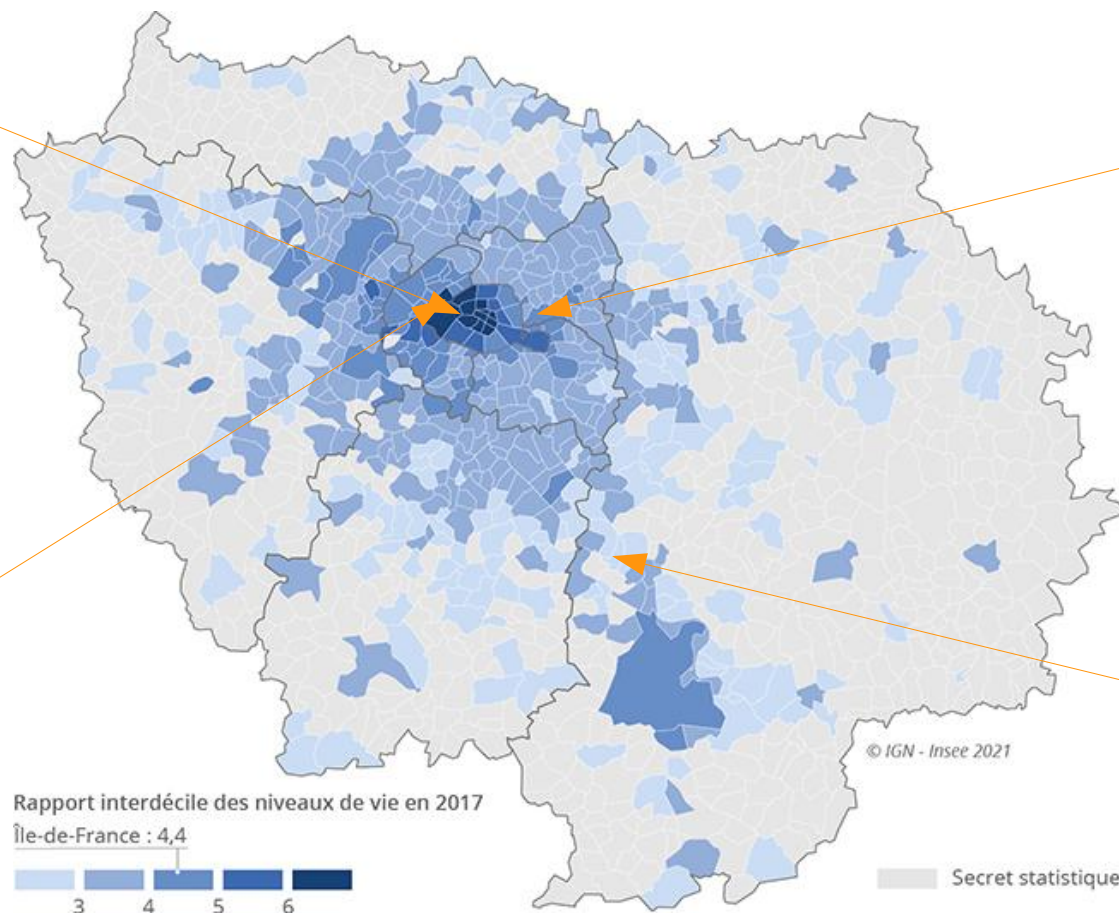 © IGN - Insee 2021
Rapport interdécile des niveaux de vie en 2017
Île-de-France : 4,4
3 4 5 6
Secret statistique